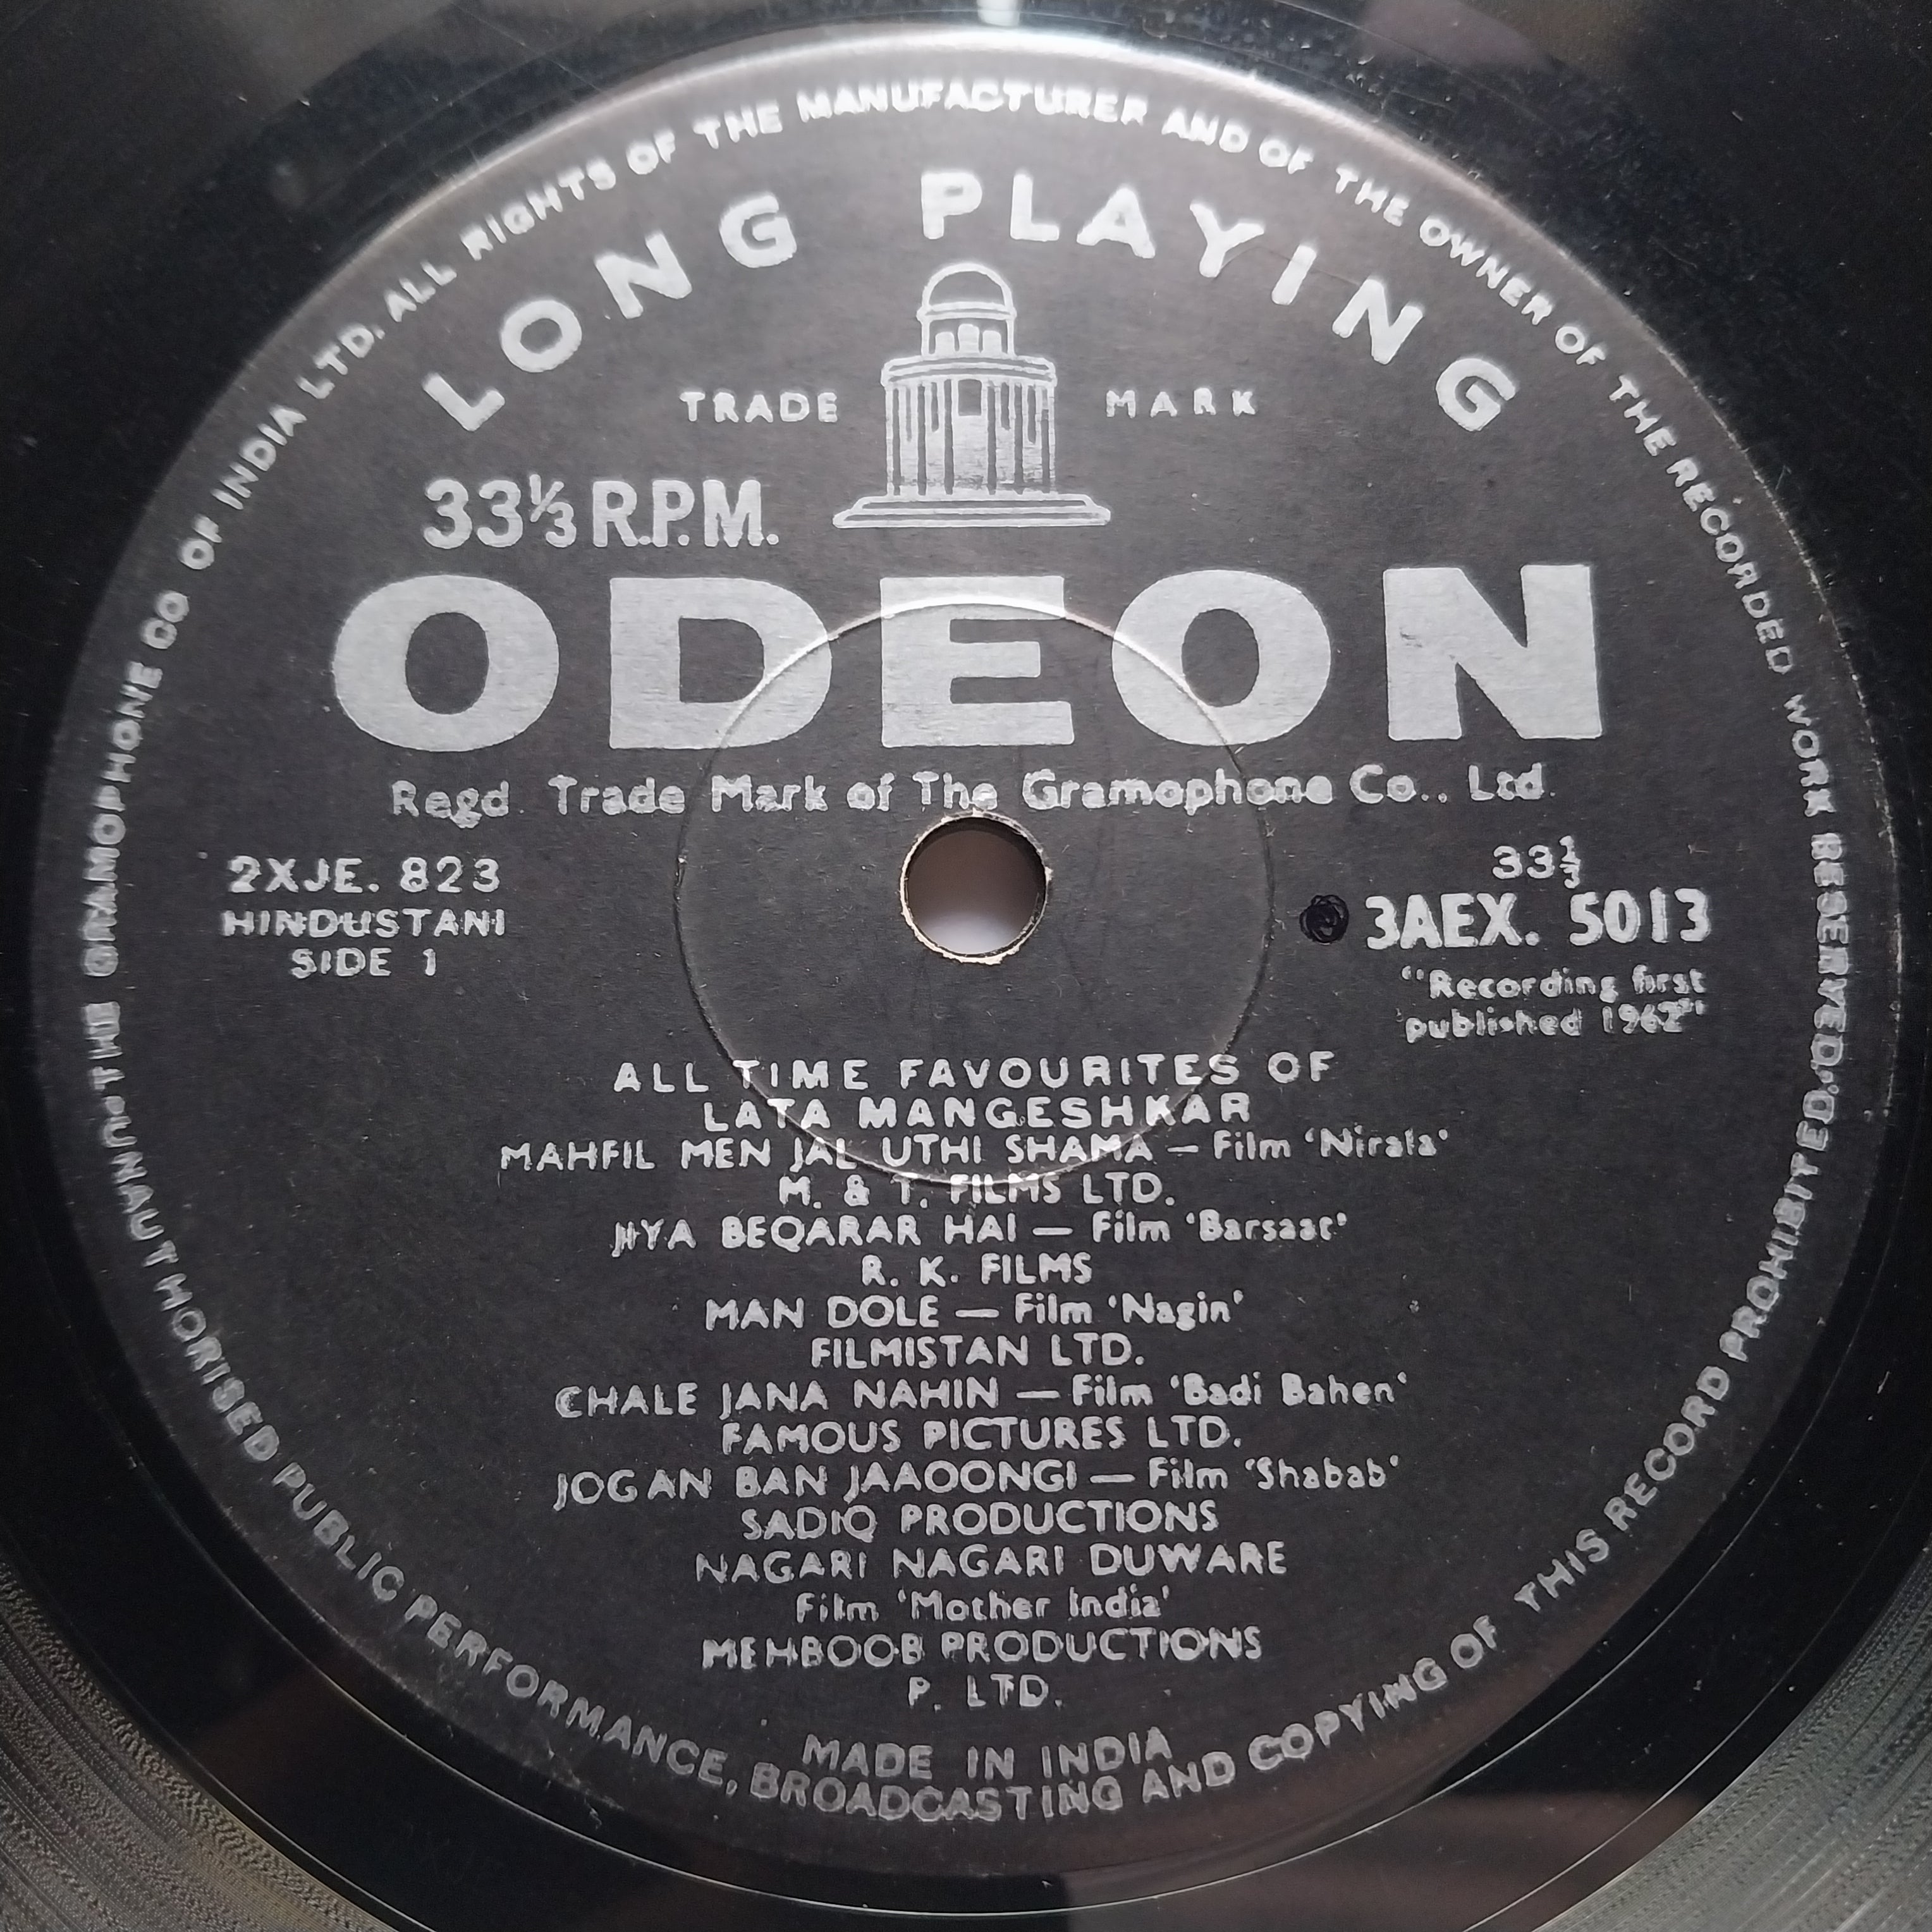 THE GRAMOPHONE CO OF INDIA LTD. ALL RIGHTS OF THE MANUFACTURER AND OF THE OWNER OF THE RECORDED WORK RESERVED. UNAUTHORISED PUBLIC PERFORMANCE, BROADCASTING AND COPYING OF THIS RECORD PROHIBITED.
LONG PLAYING
TRADE MARK
33⅓ R.P.M.
ODEON
Regd. Trade Mark of The Gramophone Co., Ltd.
2XJE. 823
HINDUSTANI
SIDE 1
33⅓
3AEX. 5013
"Recording first
published 1962"
ALL TIME FAVOURITES OF
LATA MANGESHKAR
MAHFIL MEN JAL UTHI SHAMA — Film 'Nirala'
M. & T. FILMS LTD.
JIYA BEQARAR HAI — Film 'Barsaat'
R. K. FILMS
MAN DOLE — Film 'Nagin'
FILMISTAN LTD.
CHALE JANA NAHIN — Film 'Badi Bahen'
FAMOUS PICTURES LTD.
JOGAN BAN JAAOONGI — Film 'Shabab'
SADIQ PRODUCTIONS
NAGARI NAGARI DUWARE
Film 'Mother India'
MEHBOOB PRODUCTIONS
P. LTD.
MADE IN INDIA